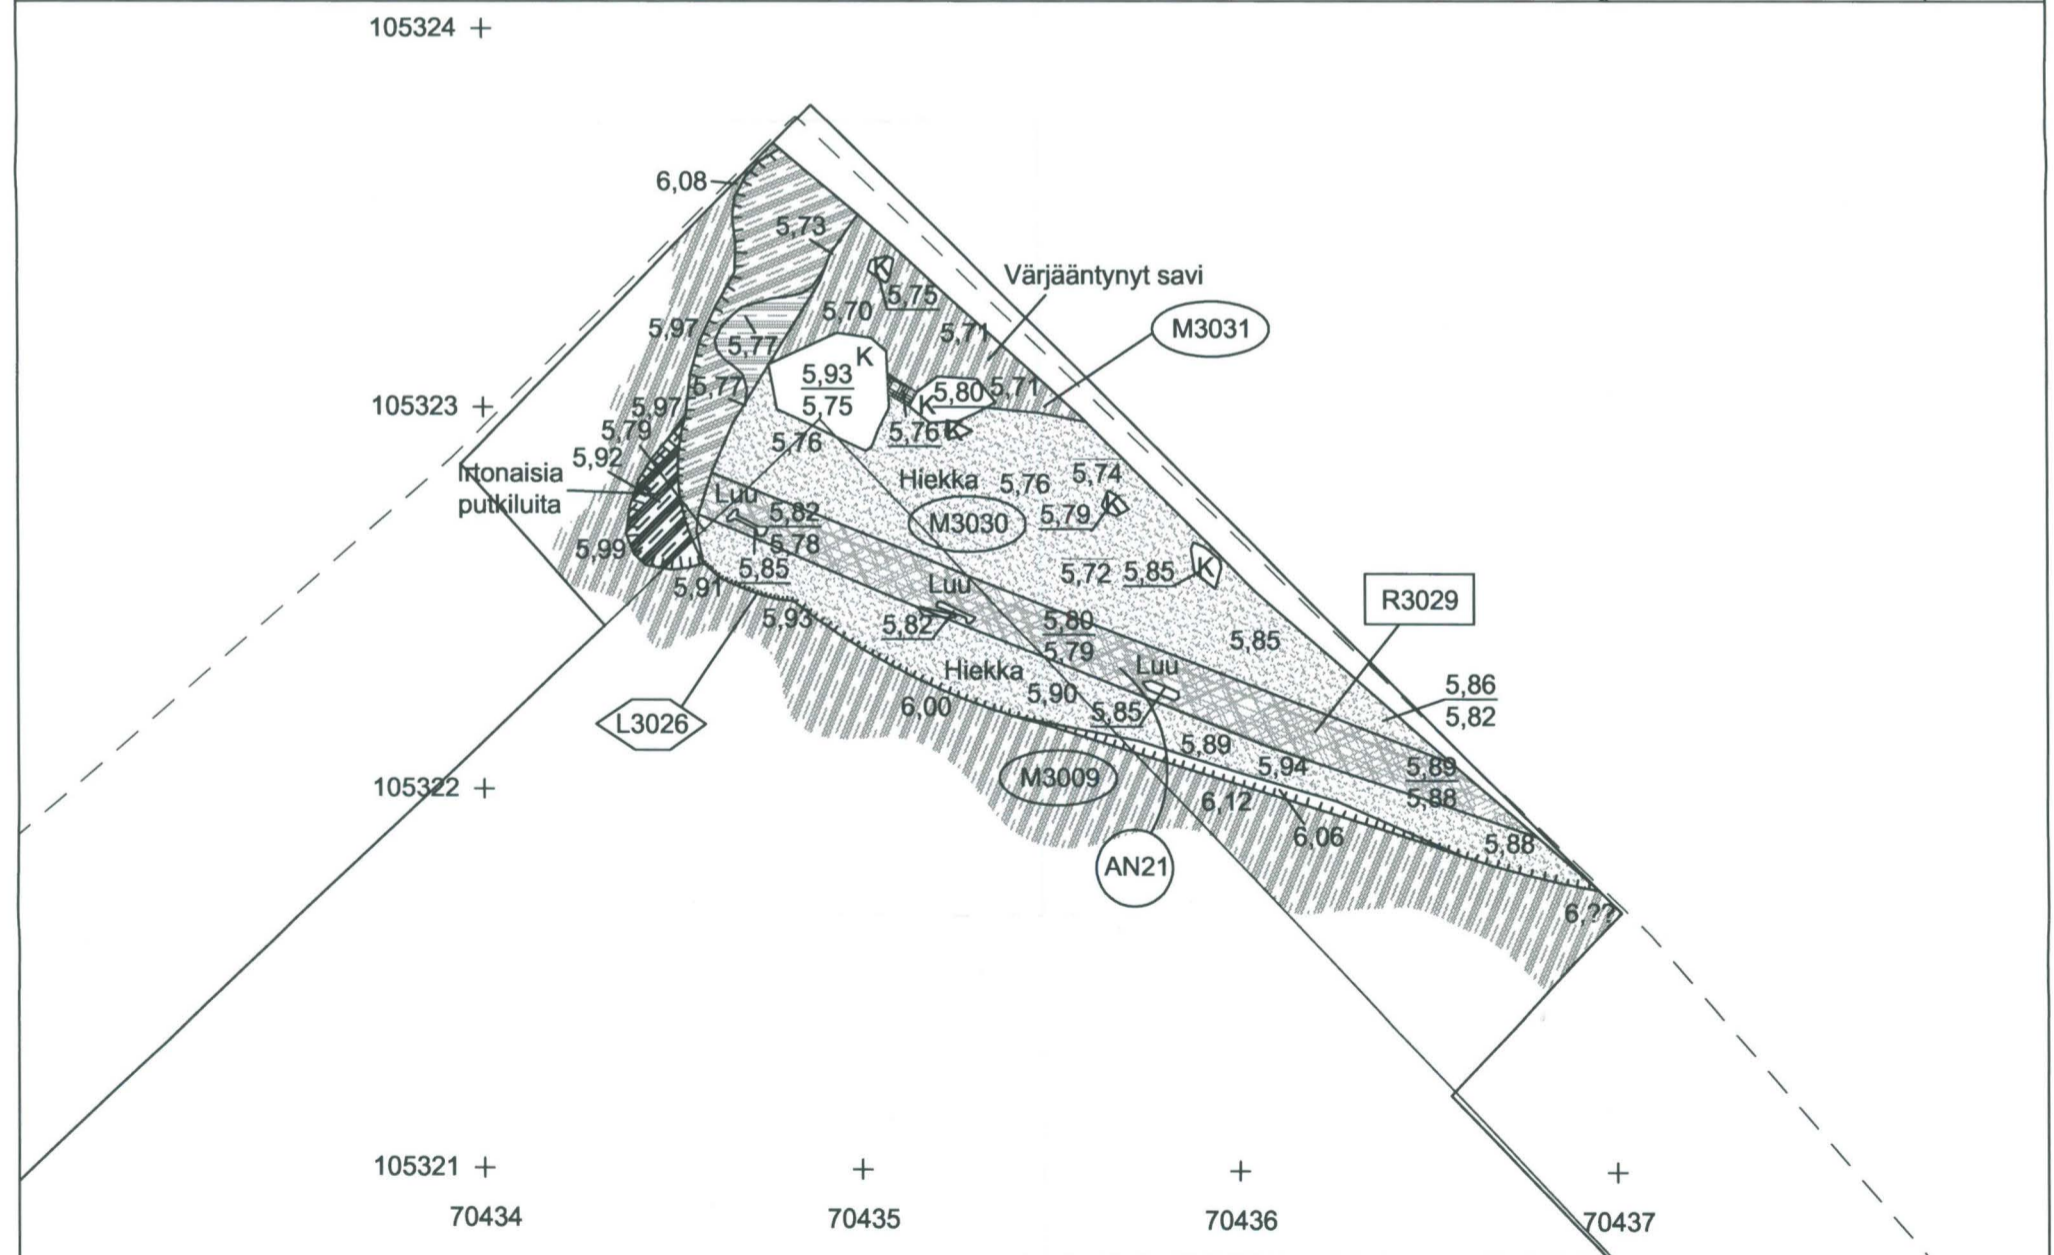 105324
6,08
5,73
K
5,75
Värjääntynyt savi
5,70
5,71
M3031
5,97
5,77
K
5,93
5,75
5,77
5,80
5,71
K
105323
5,97
5,79
5,76
K
5,76
5,92
Irtonaisia
putkiluita
Hiekka
5,76
5,74
Luu
K
5,82
5,78
M3030
5,79
5,99
5,85
5,72
5,85
K
5,91
Luu
R3029
5,93
5,82
5,80
5,79
5,85
Hiekka
Luu
5,90
5,86
5,82
6,00
5,85
L3026
5,89
5,94
5,89
5,88
M3009
105322
6,12
6,06
5,88
AN21
6,??
105321
70434
70435
70436
70437